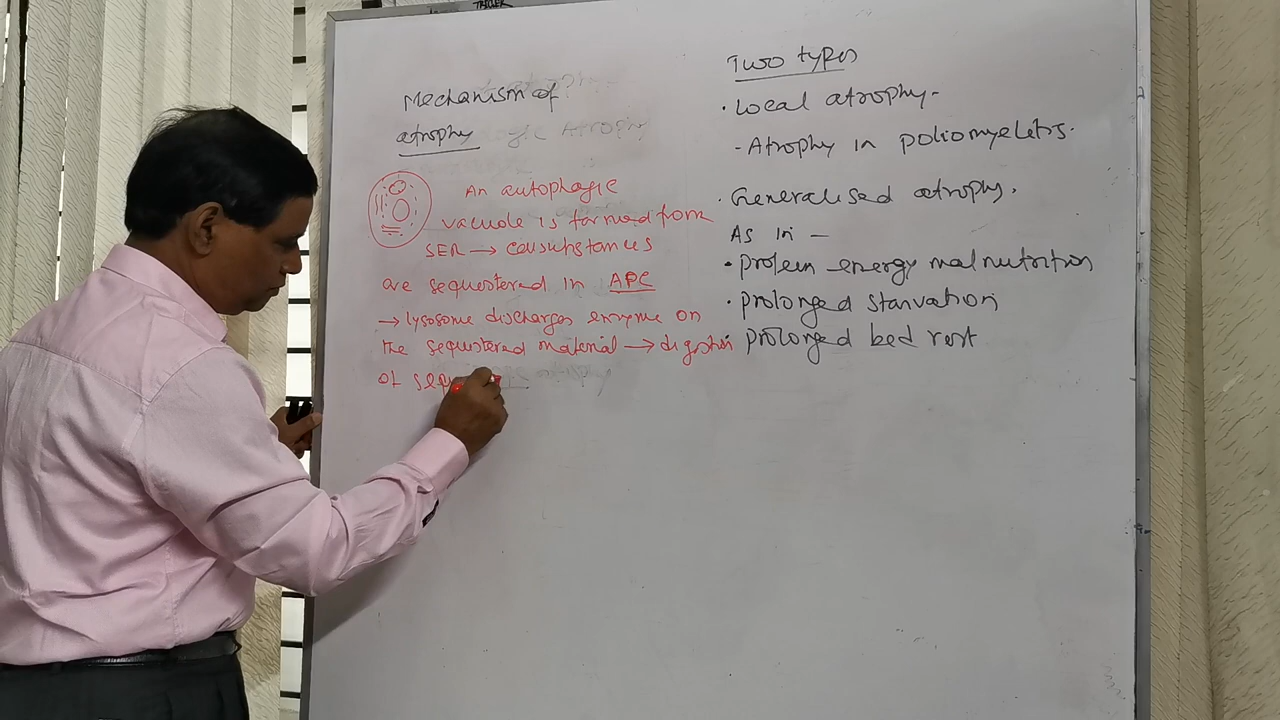 Mechanism of
atrophy
An autophagic
vacuole is formed from
SER → cell substances
are sequestered in APC
→ lysosome discharges enzyme on
the sequestered material → digestion
of sequ
Two types
· Local atrophy-
- Atrophy in poliomyeletis.
· Generalised atrophy.
As in -
· Protein energy malnutrition
· Prolonged starvation
Prolonged bed rest